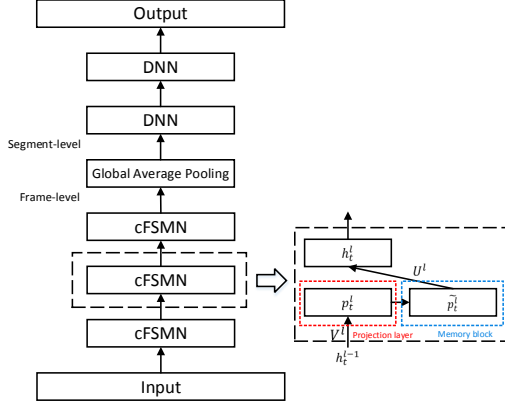 Output
DNN
DNN
Segment-level
Global Average Pooling
Frame-level
cFSMN
cFSMN
cFSMN
Input
h_t^l
U^l
p_t^l
p̃_t^l
V^l
Projection layer
Memory block
h_t^{l-1}